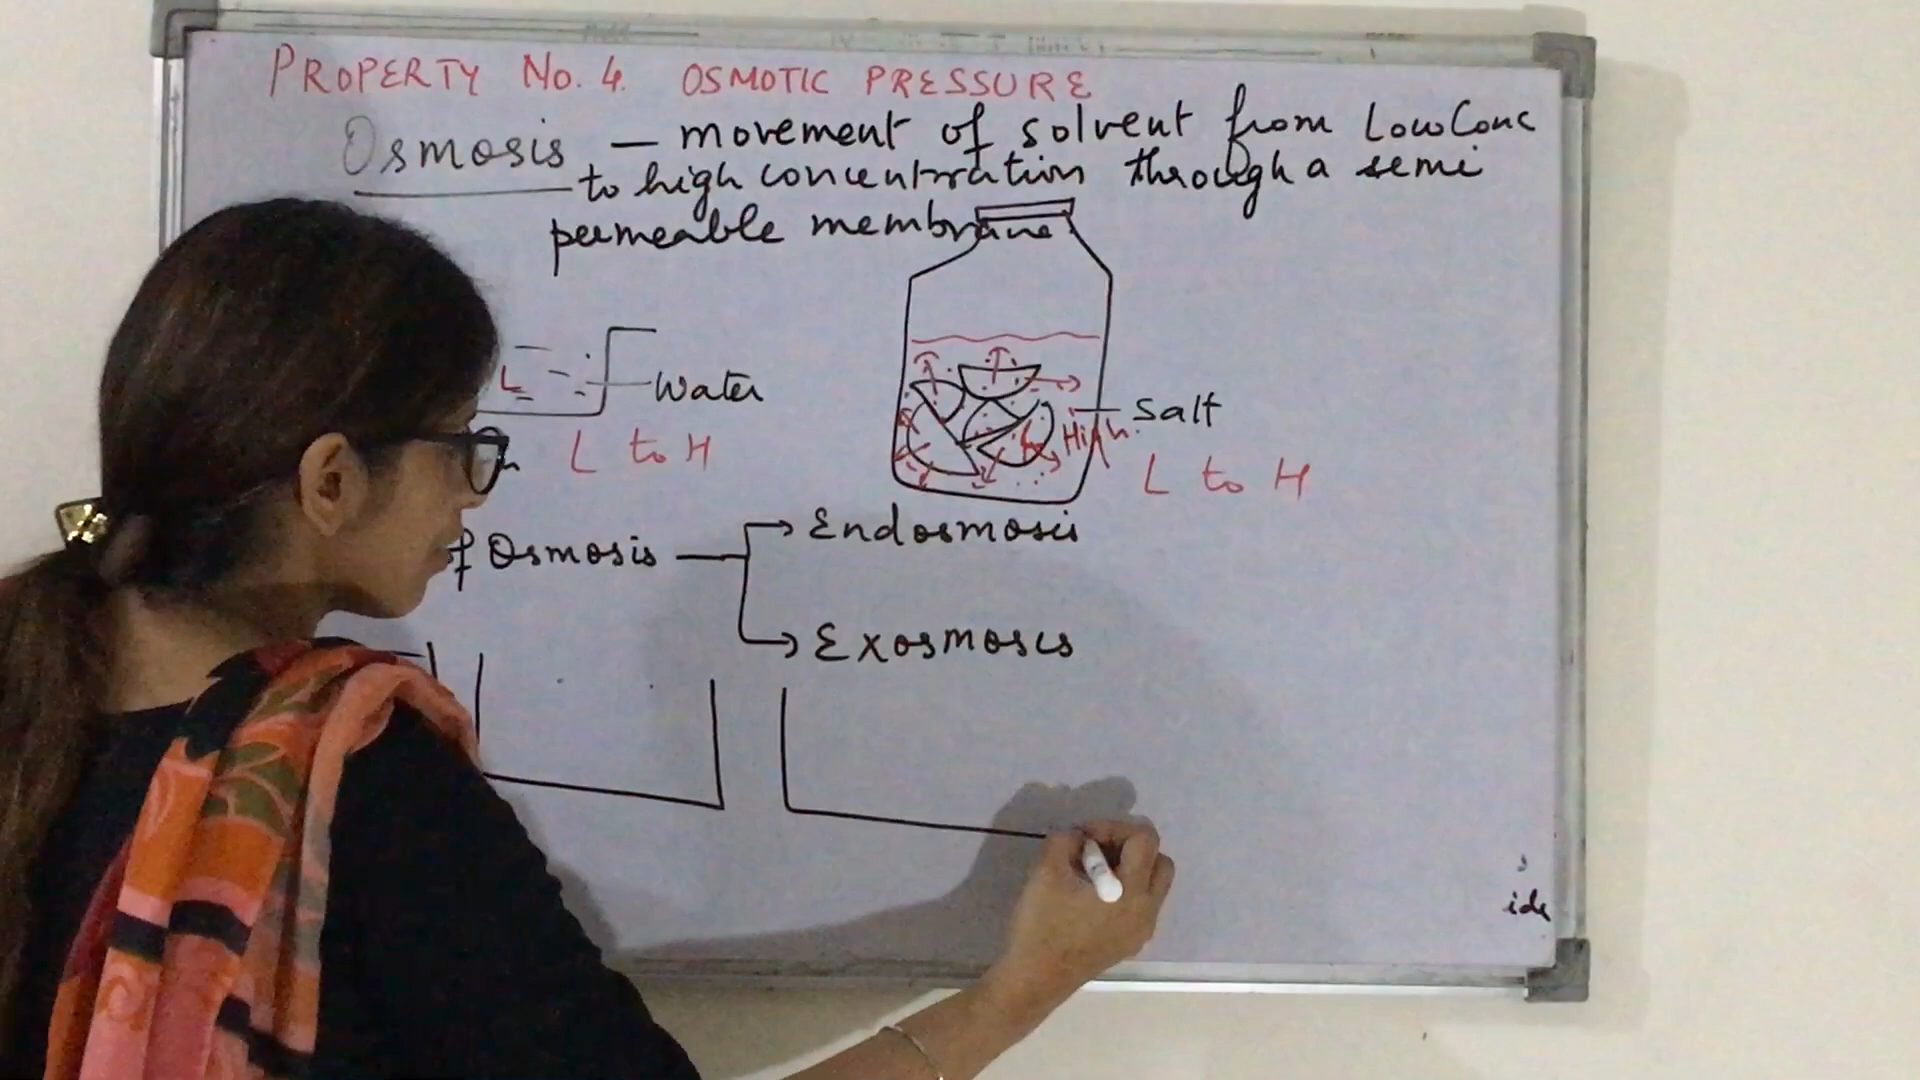 PROPERTY No. 4. OSMOTIC PRESSURE
Osmosis — movement of solvent from Low Conc
to high concentration through a semi
permeable membrane
L
Water
L to H
High
Salt
L to H
of Osmosis
Endosmosis
Exosmosis